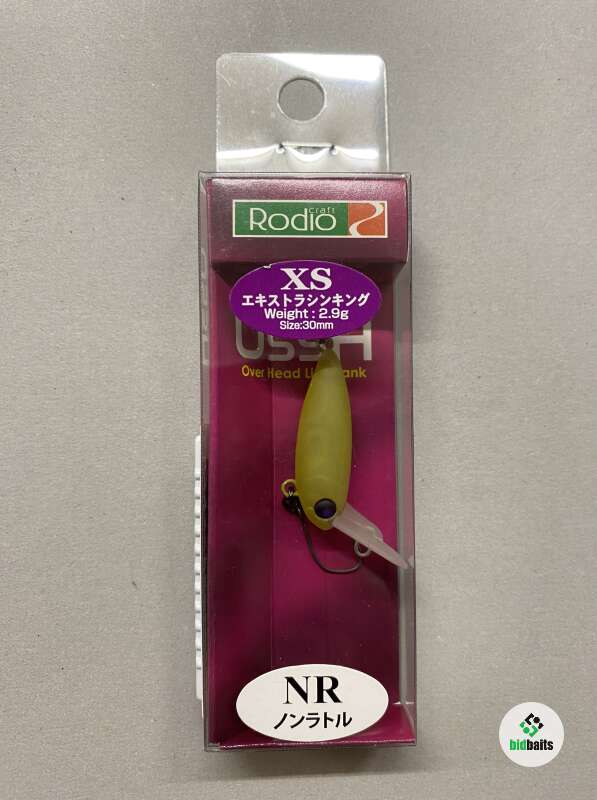 Rodio craft
XS
エキストラシンキング
Weight : 2.9g
Size:30mm
Over Head
NR
ノンラトル
bidbaits